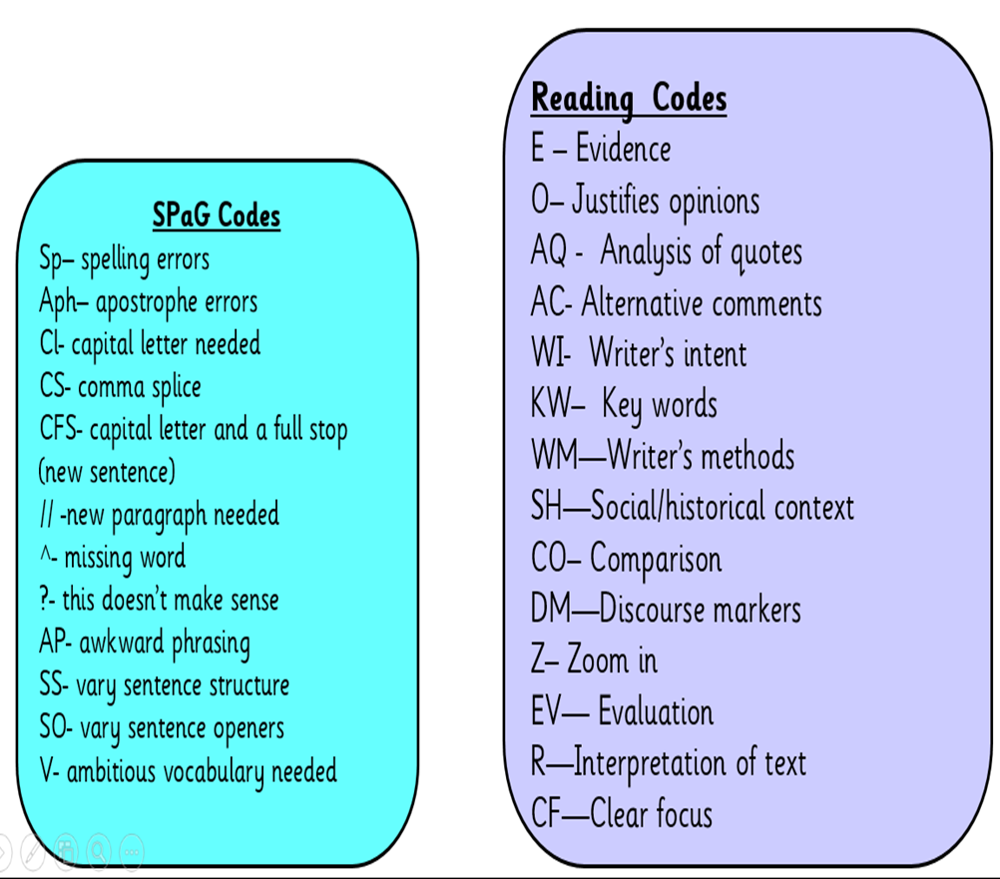 SPaG Codes
Sp– spelling errors
Aph– apostrophe errors
Cl- capital letter needed
CS- comma splice
CFS- capital letter and a full stop
(new sentence)
// -new paragraph needed
^- missing word
?- this doesn’t make sense
AP- awkward phrasing
SS- vary sentence structure
SO- vary sentence openers
V- ambitious vocabulary needed
Reading Codes
E – Evidence
O– Justifies opinions
AQ - Analysis of quotes
AC- Alternative comments
WI- Writer’s intent
KW– Key words
WM—Writer’s methods
SH—Social/historical context
CO– Comparison
DM—Discourse markers
Z– Zoom in
EV— Evaluation
R—Interpretation of text
CF—Clear focus